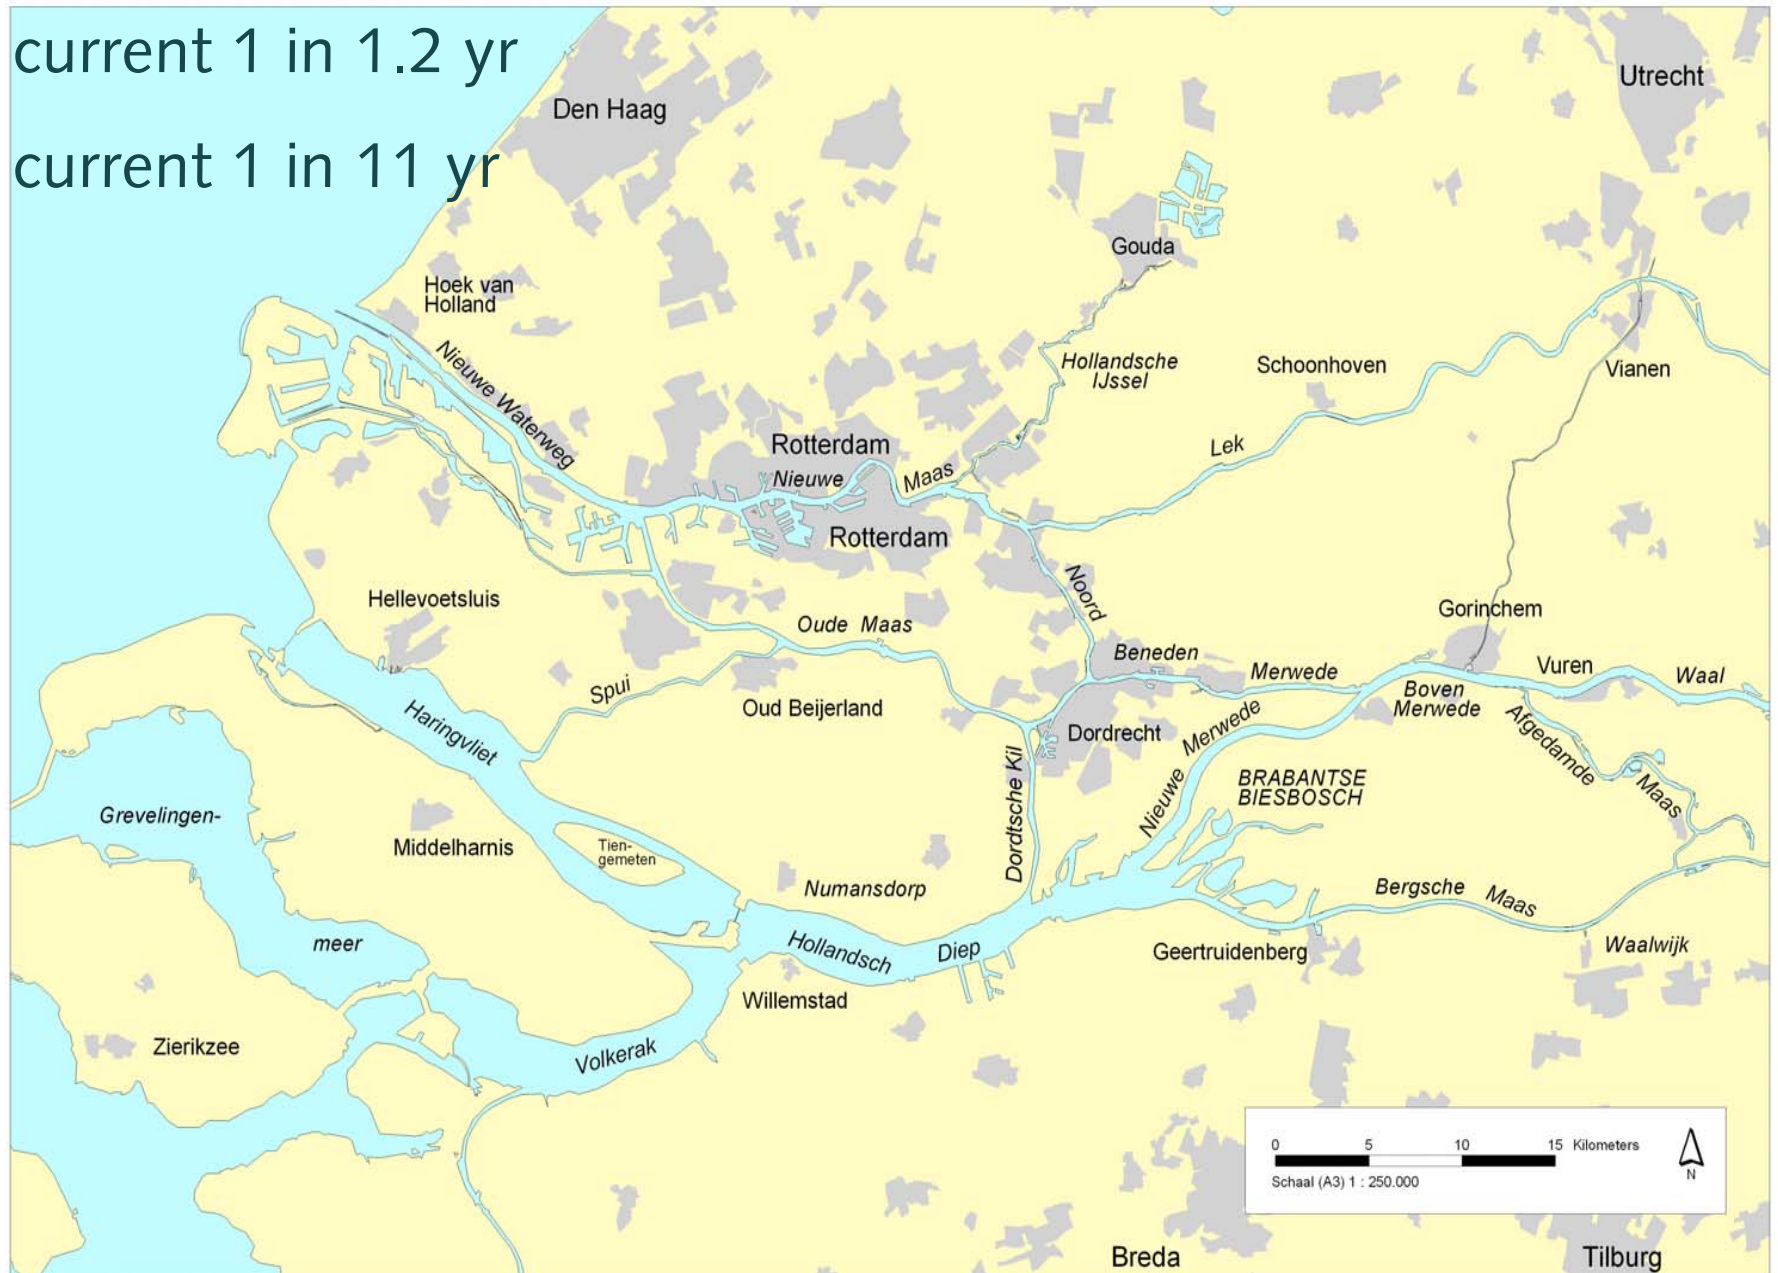 current 1 in 1.2 yr
Utrecht
Den Haag
current 1 in 11 yr
Gouda
Hoek van
Holland
Hollandsche
IJssel
Schoonhoven
Vianen
Nieuwe Waterweg
Rotterdam
Lek
Nieuwe Maas
Rotterdam
Noord
Hellevoetsluis
Gorinchem
Oude Maas
Beneden Merwede
Vuren
Waal
Spui
Boven
Merwede
Oud Beijerland
Haringvliet
Dordrecht
Nieuwe Merwede
Afgedamde Maas
Dordtsche Kil
BRABANTSE
BIESBOSCH
Grevelingen-
Middelharnis
Tien-
gemeten
Numansdorp
Bergsche Maas
meer
Hollandsch Diep
Geertruidenberg
Waalwijk
Willemstad
Zierikzee
Volkerak
0 5 10 15 Kilometers
Schaal (A3) 1 : 250.000
N
Breda
Tilburg